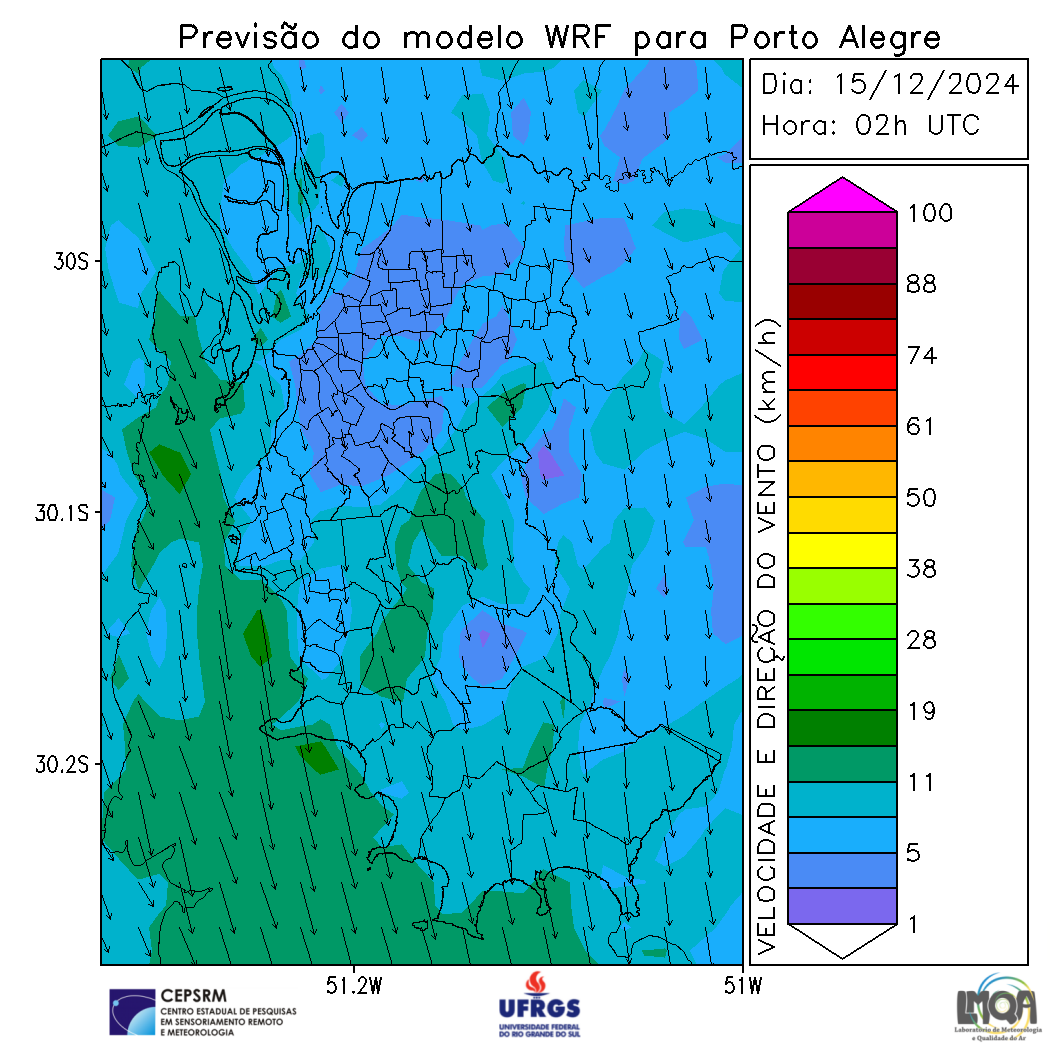 Previsão do modelo WRF para Porto Alegre
Dia: 15/12/2024
Hora: 02h UTC
30S
30.1S
30.2S
51.2W
51W
VELOCIDADE E DIREÇÃO DO VENTO (km/h)
100
88
74
61
50
38
28
19
11
5
1
CEPSRM
CENTRO ESTADUAL DE PESQUISAS
EM SENSORIAMENTO REMOTO
E METEOROLOGIA
UFRGS
UNIVERSIDADE FEDERAL
DO RIO GRANDE DO SUL
LMQA
Laboratório de Meteorologia
e Qualidade do Ar